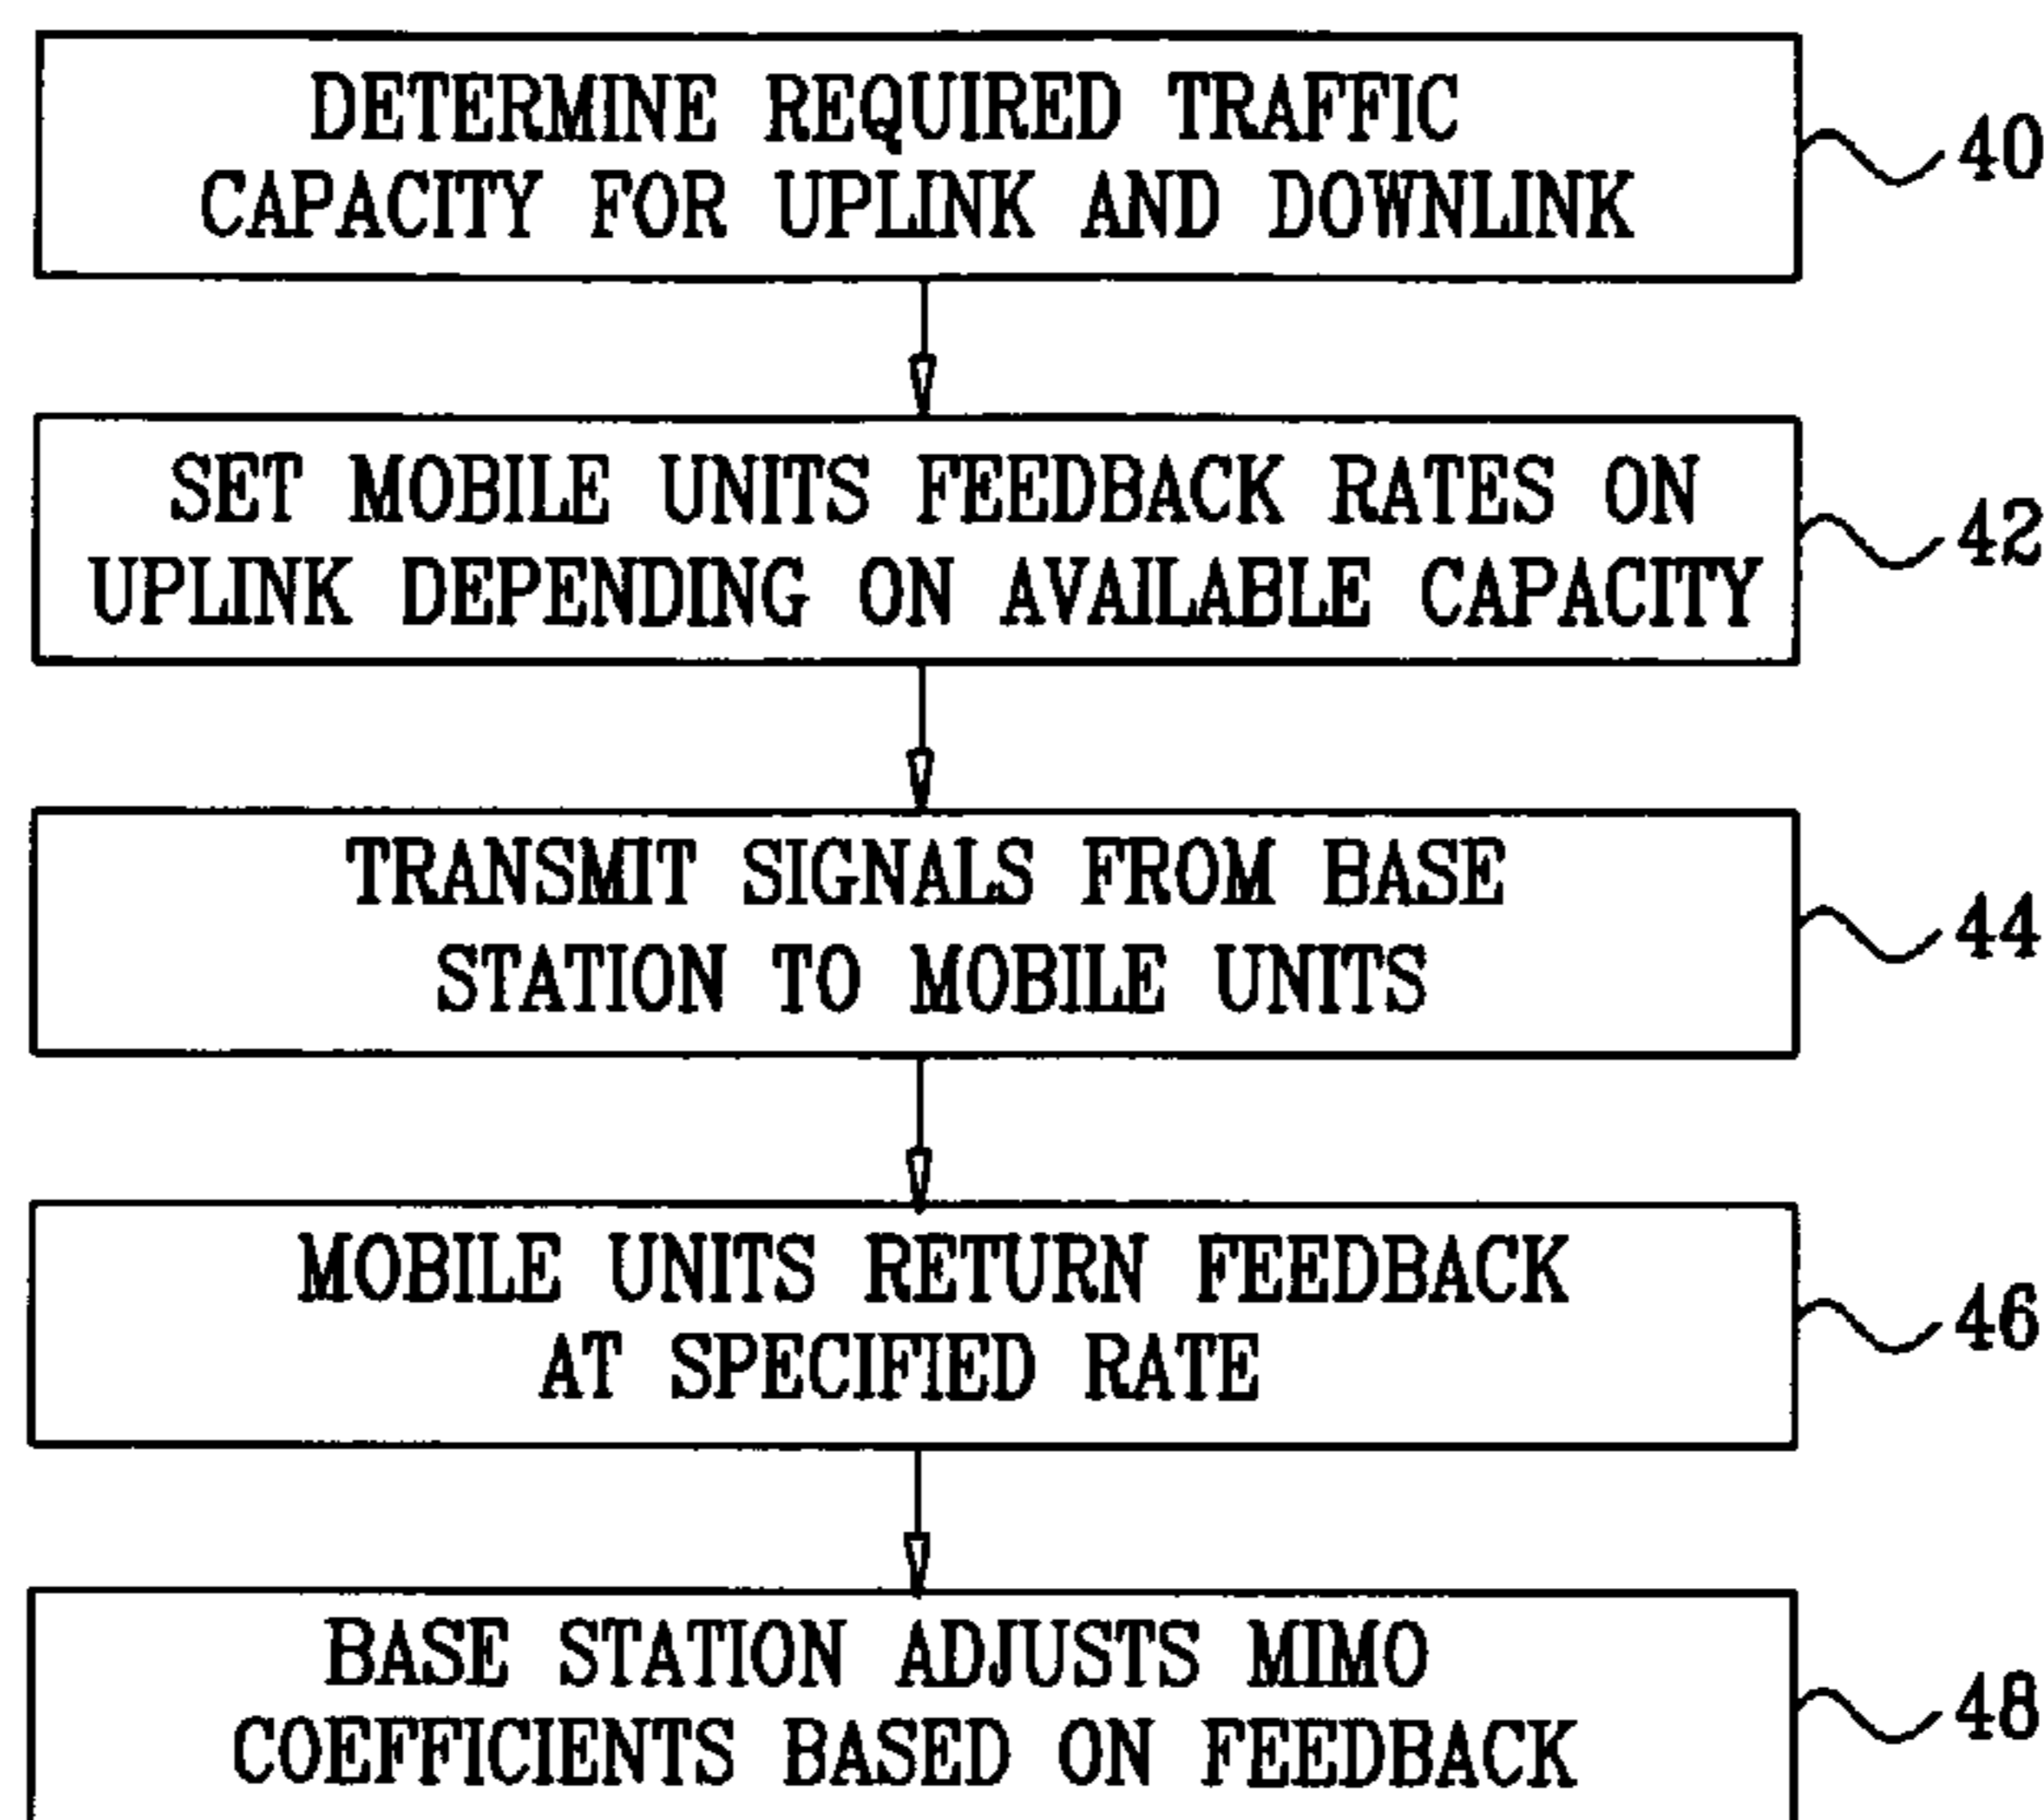 DETERMINE REQUIRED TRAFFIC
CAPACITY FOR UPLINK AND DOWNLINK
40
SET MOBILE UNITS FEEDBACK RATES ON
UPLINK DEPENDING ON AVAILABLE CAPACITY
42
TRANSMIT SIGNALS FROM BASE
STATION TO MOBILE UNITS
44
MOBILE UNITS RETURN FEEDBACK
AT SPECIFIED RATE
46
BASE STATION ADJUSTS MIMO
COEFFICIENTS BASED ON FEEDBACK
48